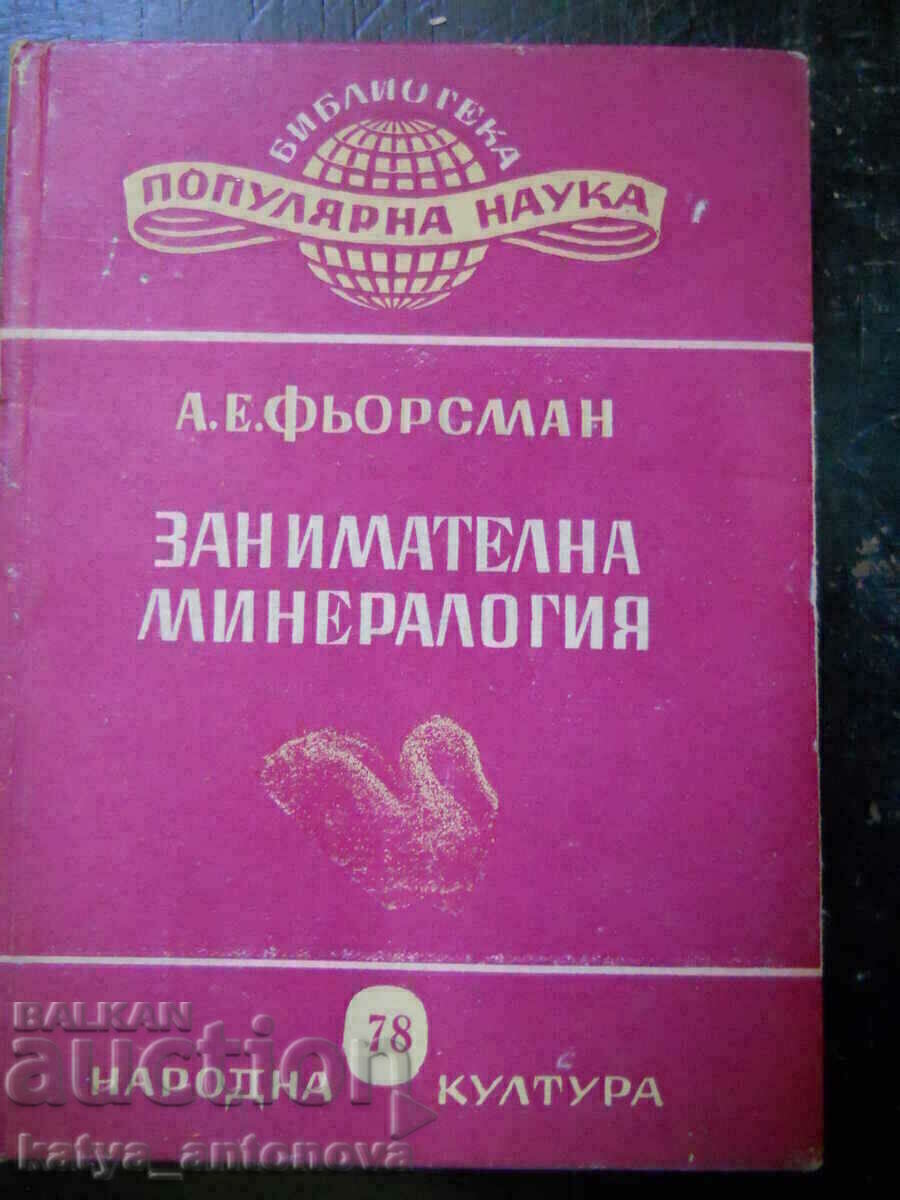 БИБЛИОТЕКА
ПОПУЛЯРНА НАУКА
А.Е.ФЬОРСМАН
ЗАНИМАТЕЛНА
МИНЕРАЛОГИЯ
78
НАРОДНА КУЛТУРА
BALKAN
auction
katya_antonova